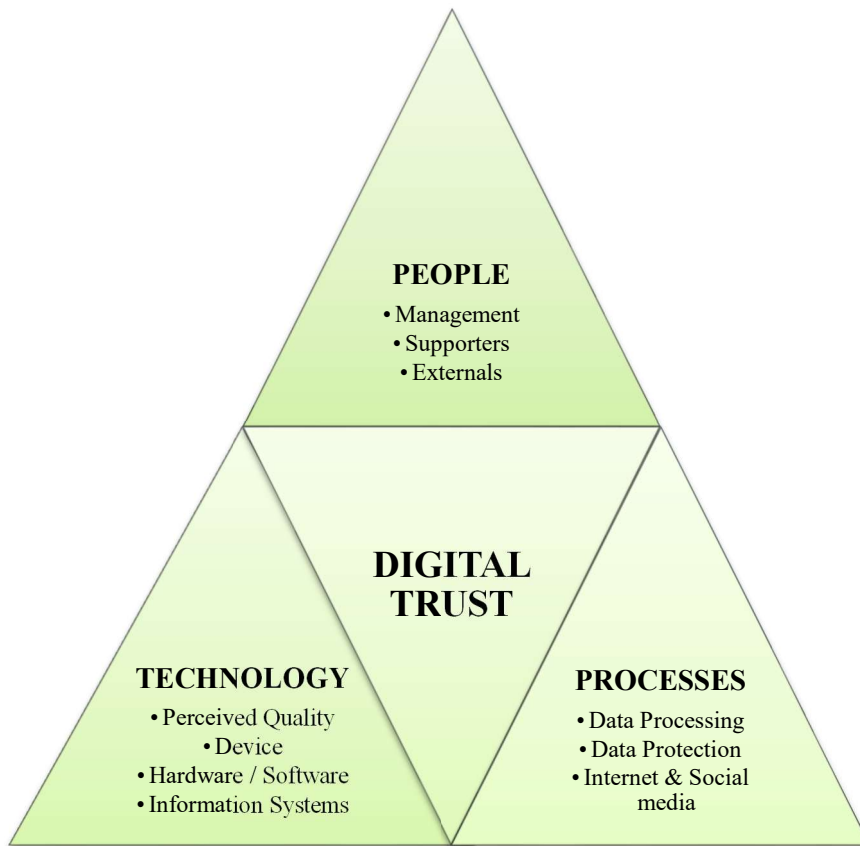 PEOPLE
• Management
• Supporters
• Externals
DIGITAL
TRUST
TECHNOLOGY
• Perceived Quality
• Device
• Hardware / Software
• Information Systems
PROCESSES
• Data Processing
• Data Protection
• Internet & Social
media